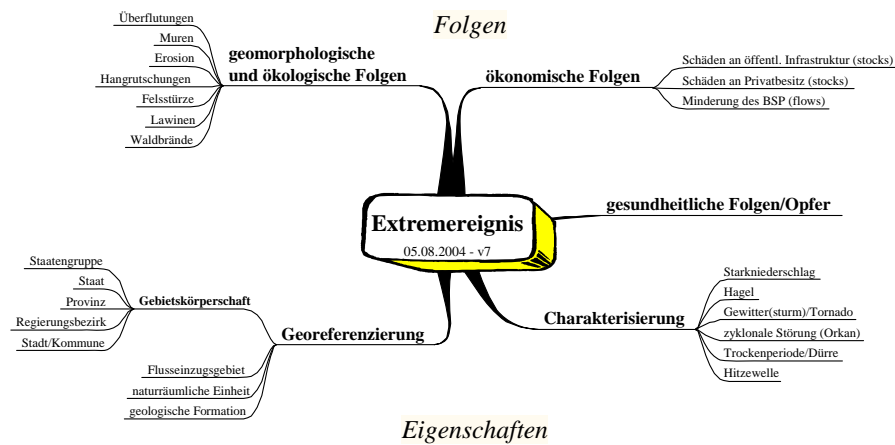 Folgen
Überflutungen
Muren
Erosion
Hangrutschungen
Felsstürze
Lawinen
Waldbrände
geomorphologische
und ökologische Folgen
ökonomische Folgen
Schäden an öffentl. Infrastruktur (stocks)
Schäden an Privatbesitz (stocks)
Minderung des BSP (flows)
gesundheitliche Folgen/Opfer
Extremereignis
05.08.2004 - v7
Staatengruppe
Staat
Provinz
Regierungsbezirk
Stadt/Kommune
Gebietskörperschaft
Georeferenzierung
Flusseinzugsgebiet
naturräumliche Einheit
geologische Formation
Charakterisierung
Starkniederschlag
Hagel
Gewitter(sturm)/Tornado
zyklonale Störung (Orkan)
Trockenperiode/Dürre
Hitzewelle
Eigenschaften